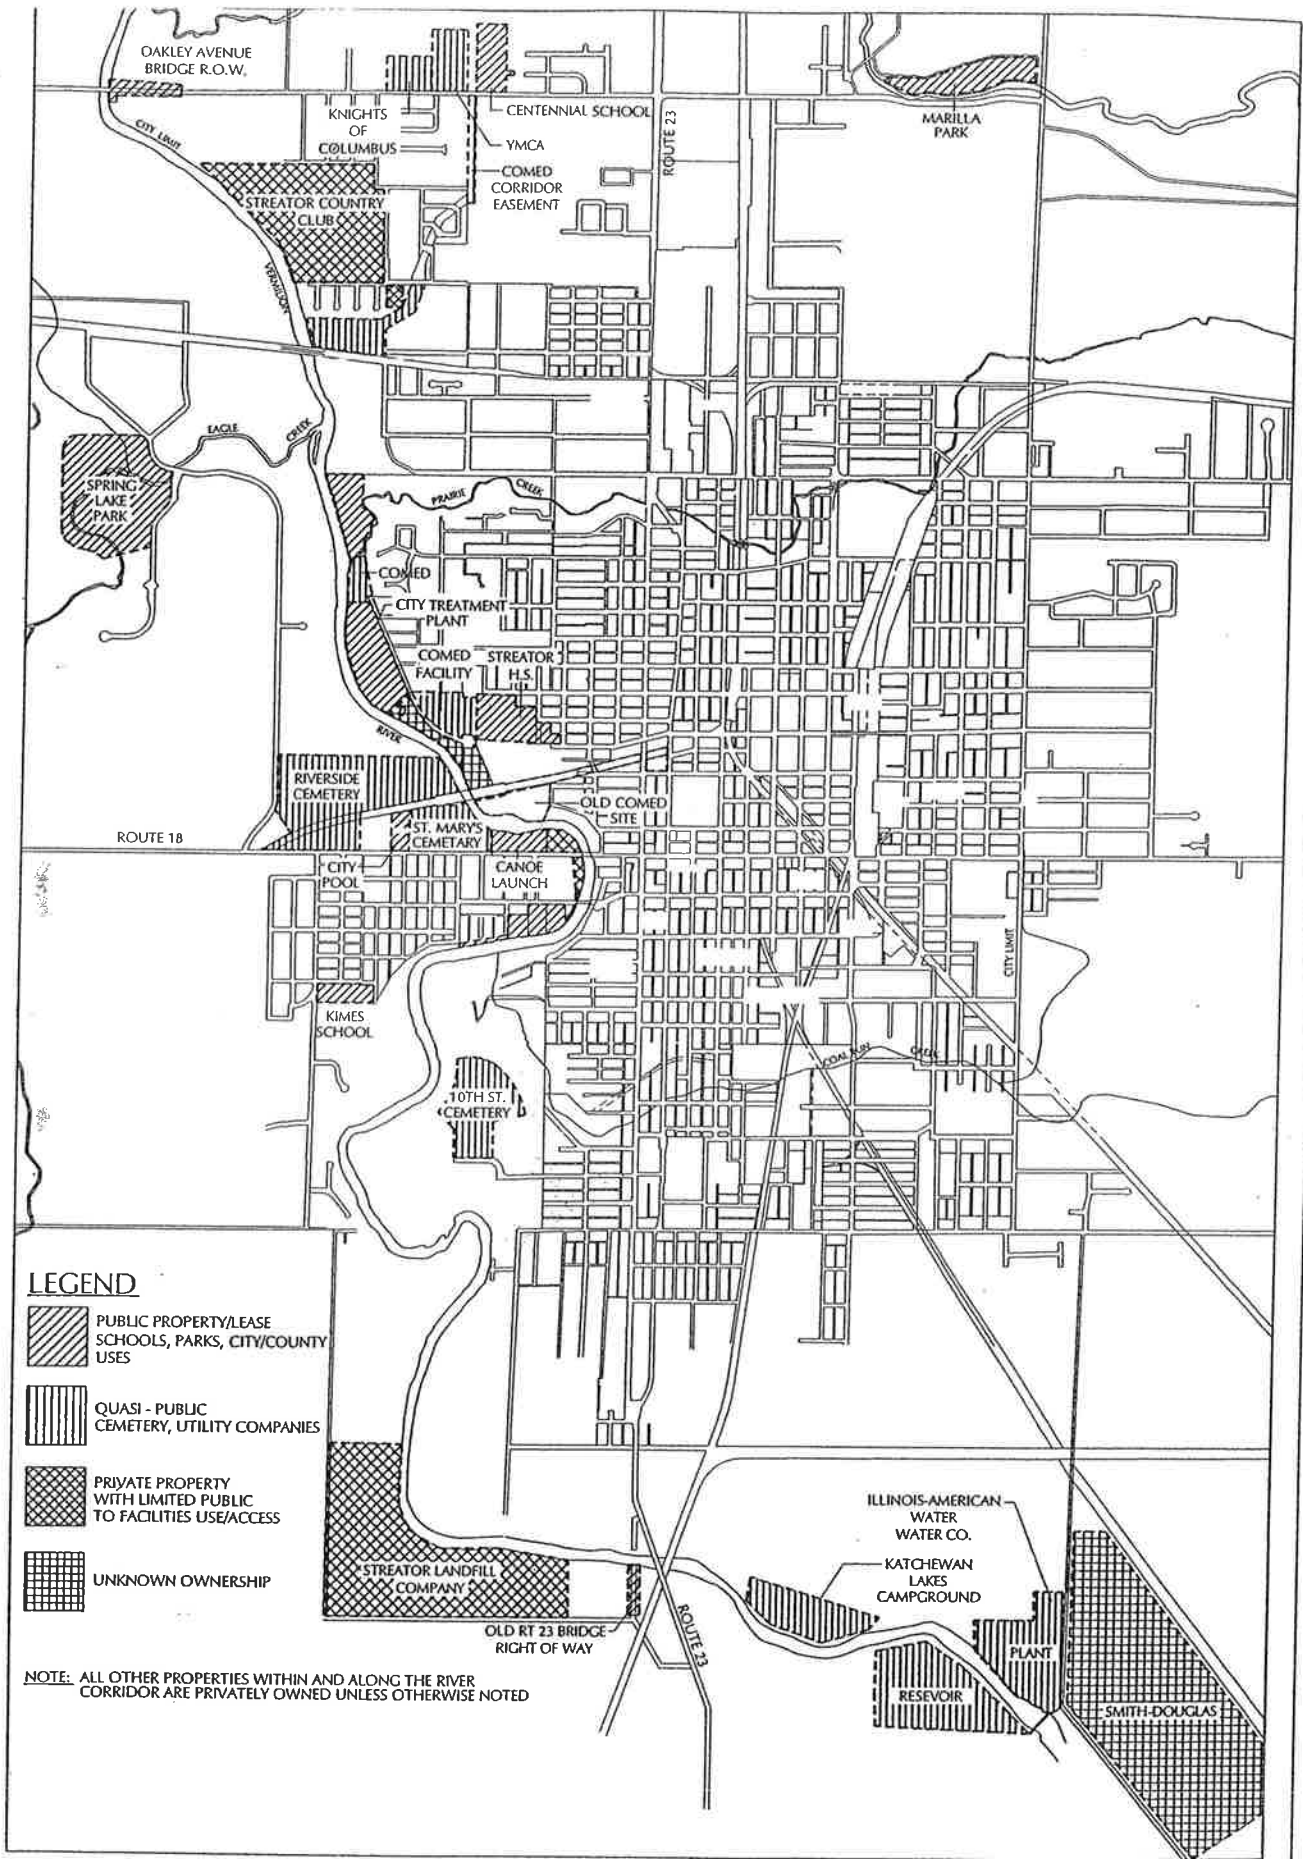 OAKLEY AVENUE
BRIDGE R.O.W.
CITY LIMIT
KNIGHTS
OF
COLUMBUS
CENTENNIAL SCHOOL
YMCA
COMED
CORRIDOR
EASEMENT
ROUTE 23
MARILLA
PARK
STREATOR COUNTRY
CLUB
VERMILION
EAGLE
CREEK
SPRING
LAKE
PARK
PRAIRIE
CREEK
COMED
CITY TREATMENT
PLANT
COMED
FACILITY
STREATOR
H.S.
RIVER
RIVERSIDE
CEMETERY
OLD COMED
SITE
ROUTE 18
ST. MARY'S
CEMETARY
CITY
POOL
CANOE
LAUNCH
CITY LIMIT
KIMES
SCHOOL
COAL RUN
CREEK
10TH ST.
CEMETERY
LEGEND
PUBLIC PROPERTY/LEASE
SCHOOLS, PARKS, CITY/COUNTY
USES
QUASI - PUBLIC
CEMETERY, UTILITY COMPANIES
PRIVATE PROPERTY
WITH LIMITED PUBLIC
TO FACILITIES USE/ACCESS
UNKNOWN OWNERSHIP
STREATOR LANDFILL
COMPANY
OLD RT 23 BRIDGE
RIGHT OF WAY
ROUTE 23
ILLINOIS-AMERICAN
WATER
WATER CO.
KATCHEWAN
LAKES
CAMPGROUND
PLANT
RESEVOIR
SMITH-DOUGLAS
NOTE: ALL OTHER PROPERTIES WITHIN AND ALONG THE RIVER
CORRIDOR ARE PRIVATELY OWNED UNLESS OTHERWISE NOTED